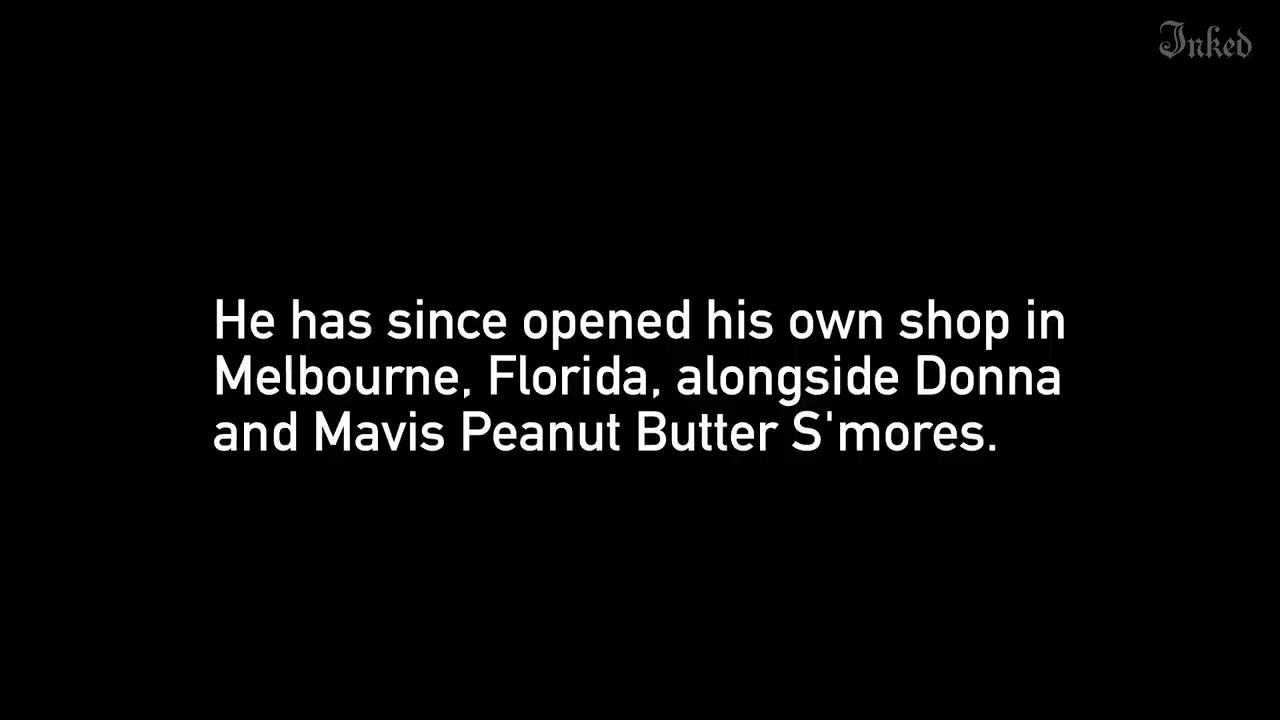 Inked
He has since opened his own shop in
Melbourne, Florida, alongside Donna
and Mavis Peanut Butter S'mores.